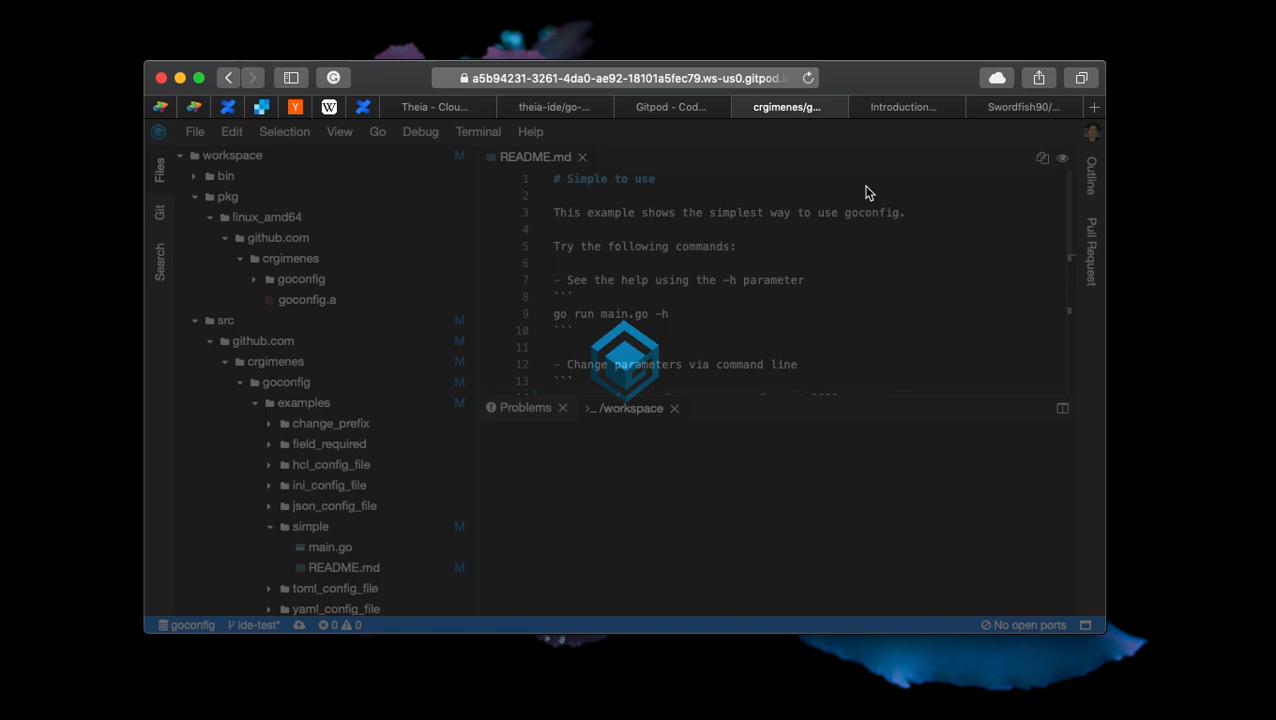 a5b94231-3261-4da0-ae92-18101a5fec79.ws-us0.gitpod.i
W Theia - Clou... theia-ide/go-... Gitpod - Cod... crgimenes/g... Introduction... Swordfish90/... +
File Edit Selection View Go Debug Terminal Help
Files
Git
Search
workspace M
bin
pkg
linux_amd64
github.com
crgimenes
goconfig
goconfig.a
src M
github.com M
crgimenes M
goconfig M
examples M
change_prefix
field_required
hcl_config_file
ini_config_file
json_config_file
simple M
main.go
README.md M
toml_config_file
yaml_config_file
README.md
1 # Simple to use
2
3 This example shows the simplest way to use goconfig.
4
5 Try the following commands:
6
7 - See the help using the -h parameter
8 ```
9 go run main.go -h
10 ```
11
12 - Change parameters via command line
13 ```
Problems >_ /workspace
Outline
Pull Request
goconfig ide-test* 0 0 No open ports